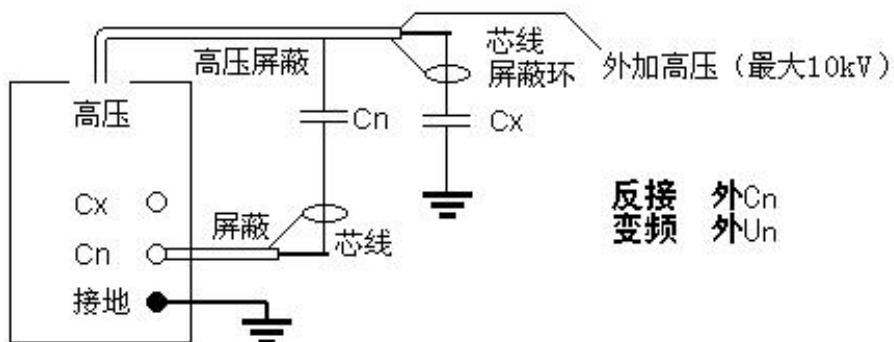 高压
Cx
Cn
接地
高压屏蔽
Cn
屏蔽
芯线
芯线
屏蔽环
Cx
外加高压（最大10kV）
反接 外Cn
变频 外Un